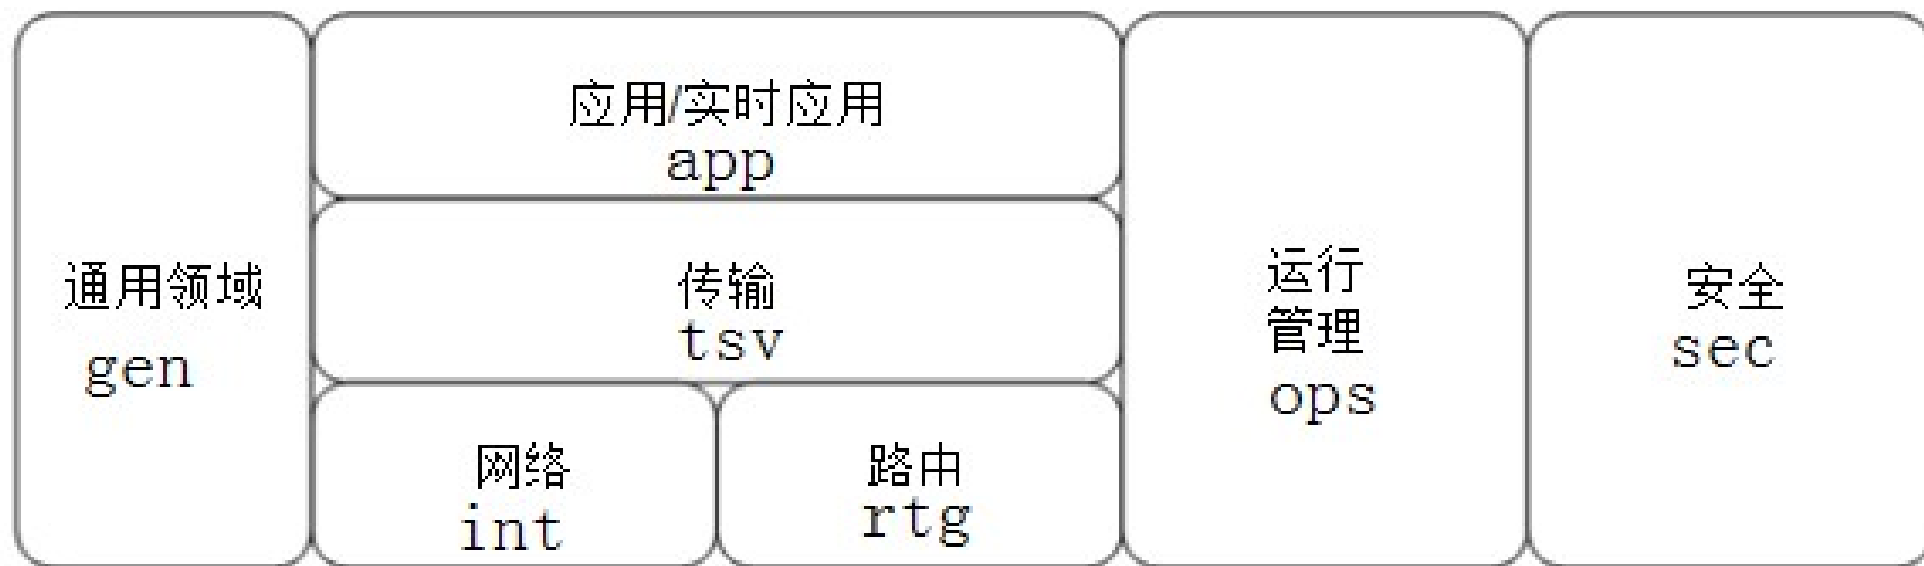 通用领域
gen
应用/实时应用
app
传输
tsv
网络
int
路由
rtg
运行
管理
ops
安全
sec